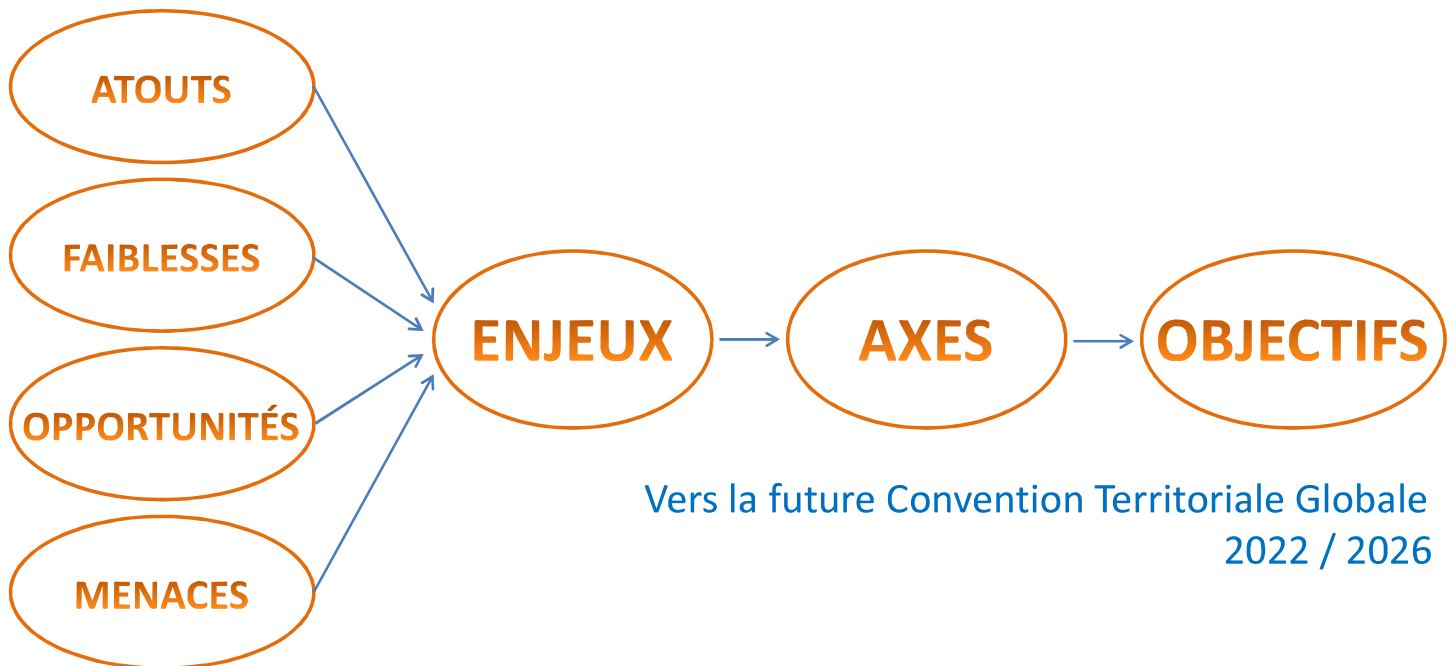 ATOUTS
FAIBLESSES
OPPORTUNITÉS
MENACES
ENJEUX
AXES
OBJECTIFS
Vers la future Convention Territoriale Globale
2022 / 2026